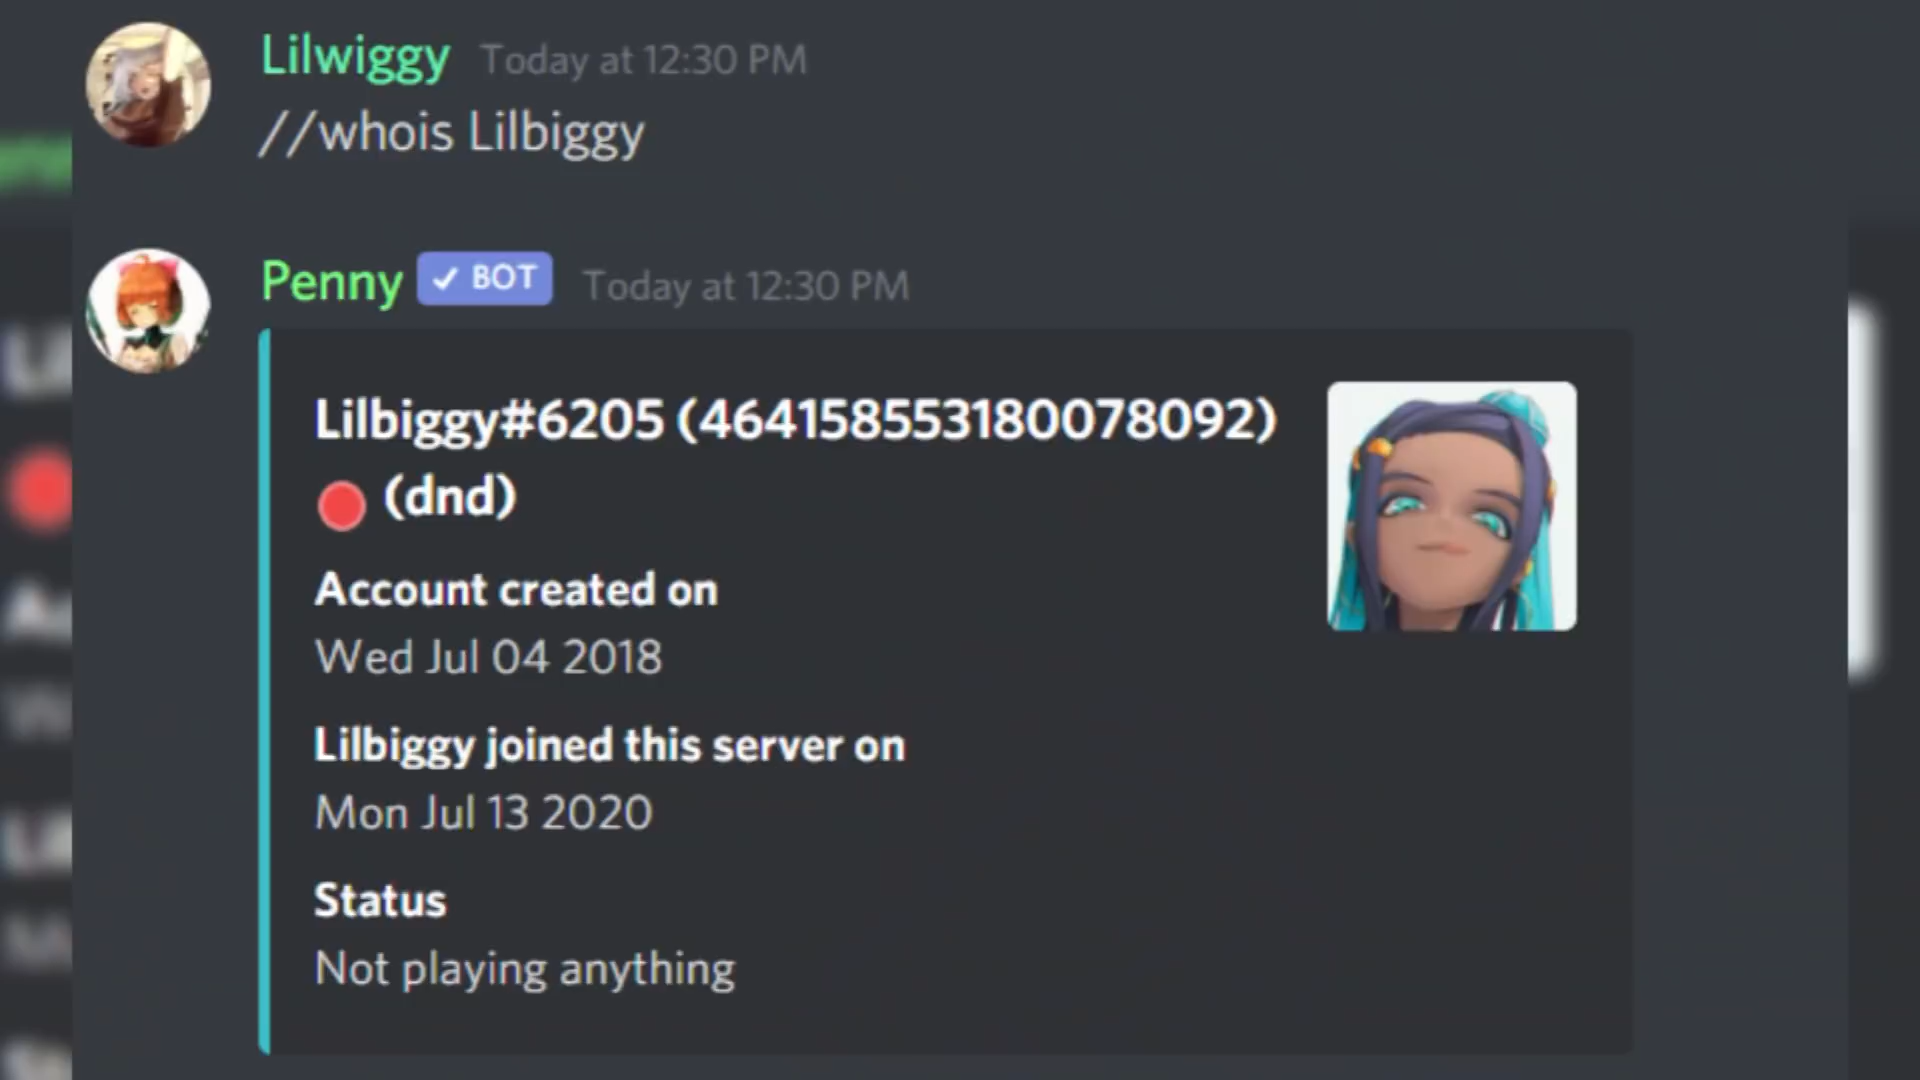 Lilwiggy Today at 12:30 PM
//whois Lilbiggy
Penny ✓ BOT Today at 12:30 PM
Lilbiggy#6205 (464158553180078092)
(dnd)
Account created on
Wed Jul 04 2018
Lilbiggy joined this server on
Mon Jul 13 2020
Status
Not playing anything